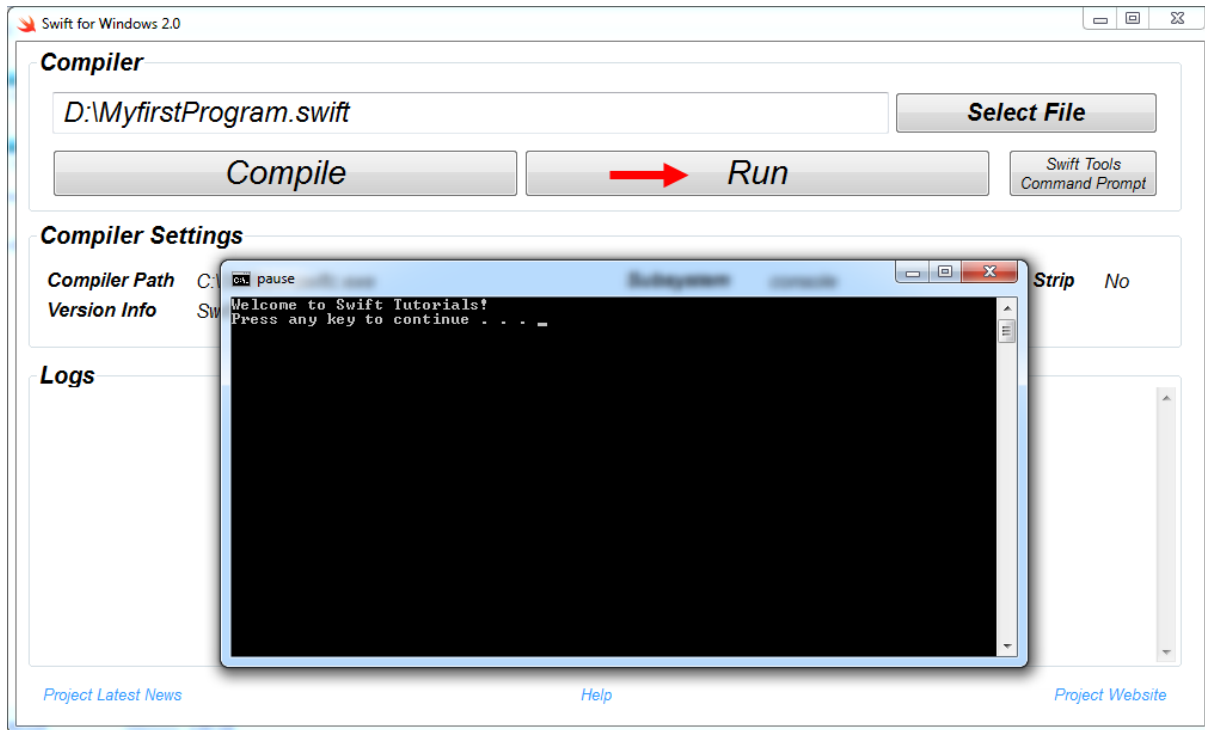 Swift for Windows 2.0
Compiler
D:\MyfirstProgram.swift
Select File
Compile
Run
Swift Tools
Command Prompt
Compiler Settings
Compiler Path C:\
Strip No
Version Info
pause
Welcome to Swift Tutorials!
Press any key to continue . . . _
Logs
Project Latest News Help Project Website